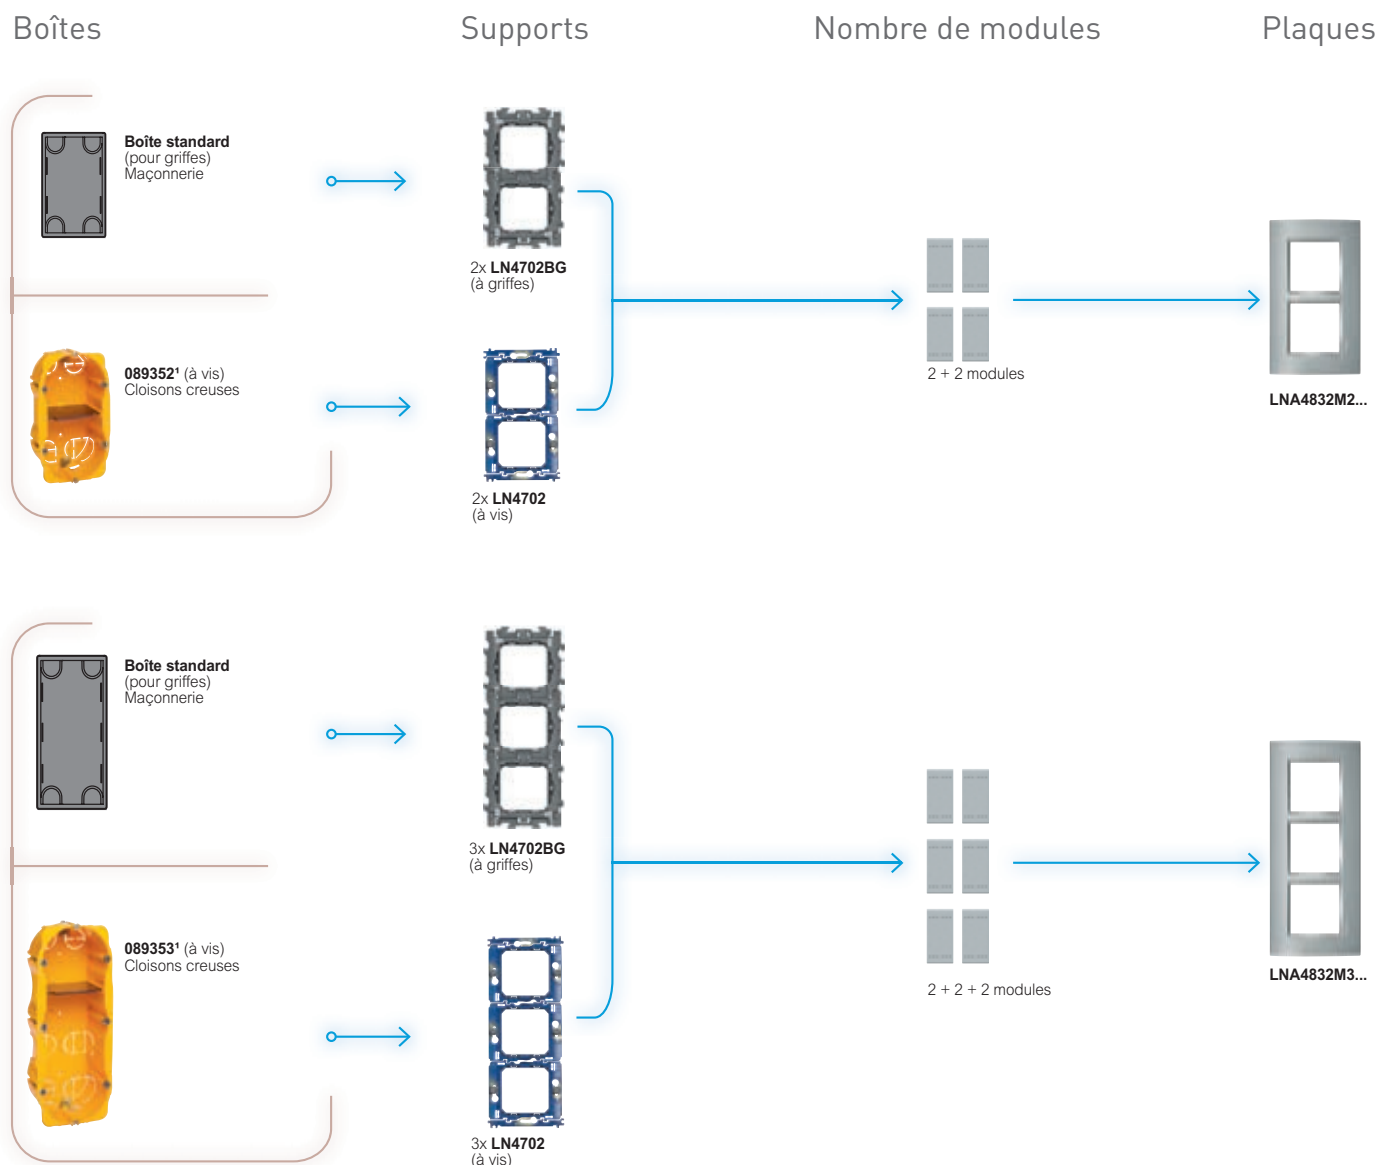 Boîtes
Supports
Nombre de modules
Plaques
Boîte standard
(pour griffes)
Maçonnerie
2x LN4702BG
(à griffes)
089352¹ (à vis)
Cloisons creuses
2x LN4702
(à vis)
2 + 2 modules
LNA4832M2...
Boîte standard
(pour griffes)
Maçonnerie
3x LN4702BG
(à griffes)
089353¹ (à vis)
Cloisons creuses
3x LN4702
(à vis)
2 + 2 + 2 modules
LNA4832M3...